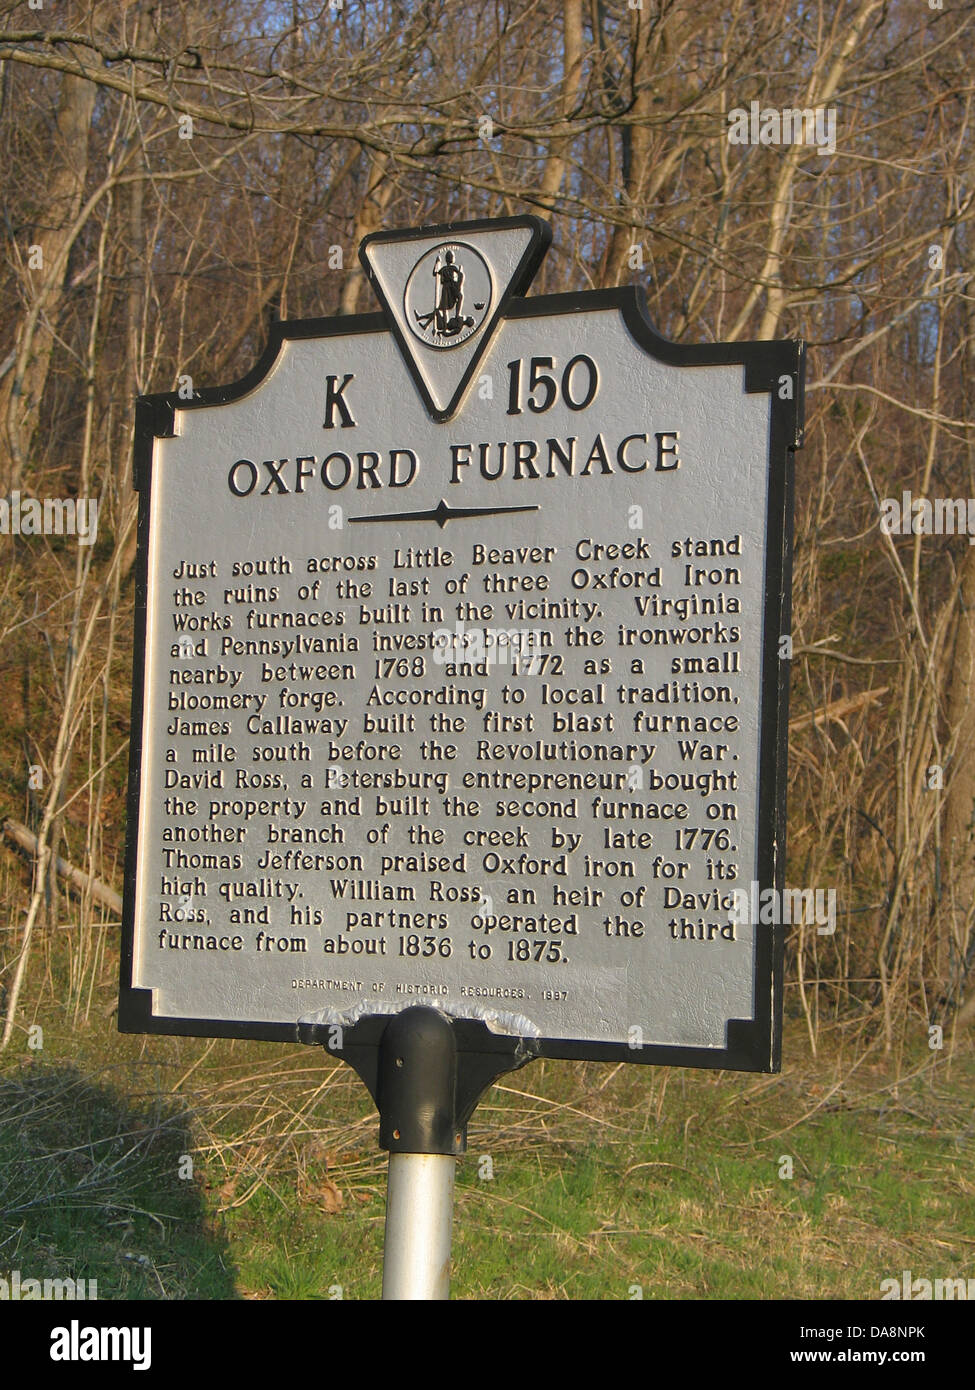 K 150
OXFORD FURNACE
Just south across Little Beaver Creek stand
the ruins of the last of three Oxford Iron
Works furnaces built in the vicinity. Virginia
and Pennsylvania investors began the ironworks
nearby between 1768 and 1772 as a small
bloomery forge. According to local tradition,
James Callaway built the first blast furnace
a mile south before the Revolutionary War.
David Ross, a Petersburg entrepreneur, bought
the property and built the second furnace on
another branch of the creek by late 1776.
Thomas Jefferson praised Oxford iron for its
high quality. William Ross, an heir of David
Ross, and his partners operated the third
furnace from about 1836 to 1875.
DEPARTMENT OF HISTORIC RESOURCES, 1997
alamy
Image ID: DA8NPK
www.alamy.com